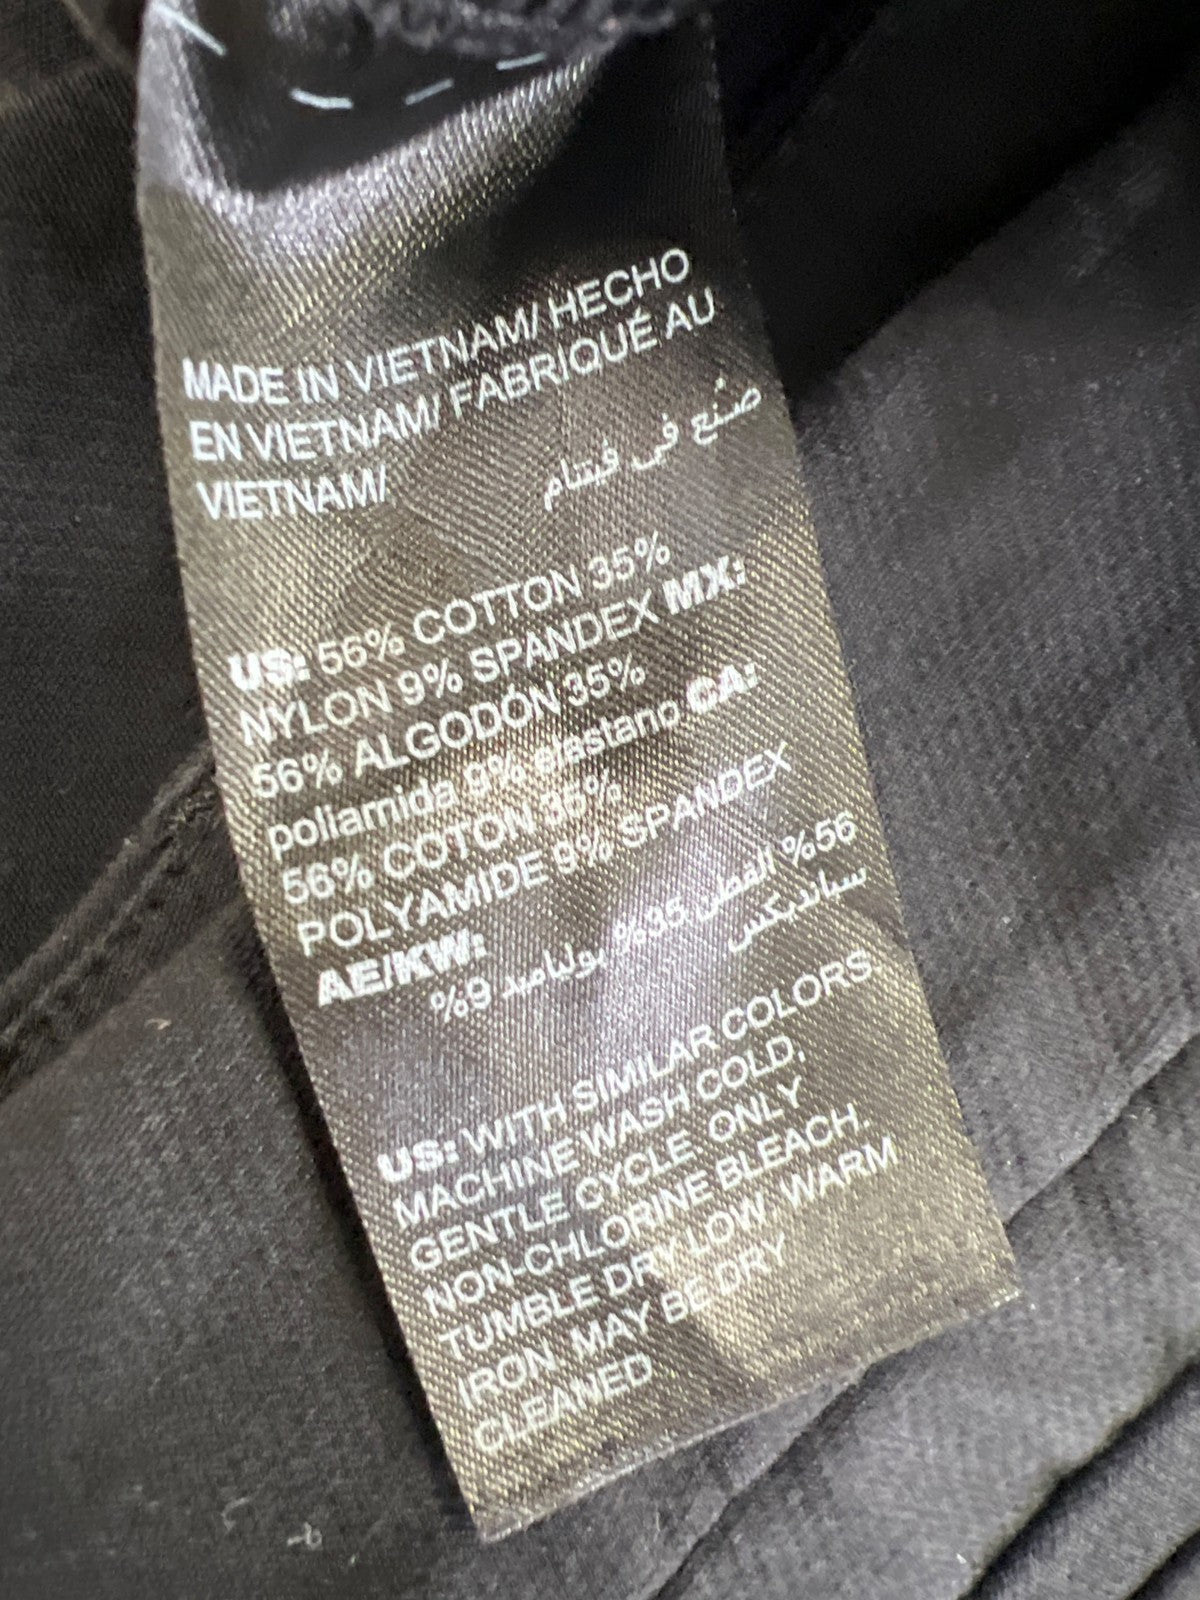 MADE IN VIETNAM/ HECHO
EN VIETNAM/ FABRIQUÉ AU
VIETNAM/
صنّع في فيتنام
US: 56% COTTON 35%
NYLON 9% SPANDEX MX:
56% ALGODÓN 35%
poliamida 9% elastano CA:
56% COTON 35%
POLYAMIDE 9% SPANDEX
AE/KW:
56% القطن 35% بولياميد 9%
سباندیکس
US: WITH SIMILAR COLORS
MACHINE WASH COLD,
GENTLE CYCLE ONLY
NON-CHLORINE BLEACH.
TUMBLE DRY LOW. WARM
IRON MAY BE DRY
CLEANED